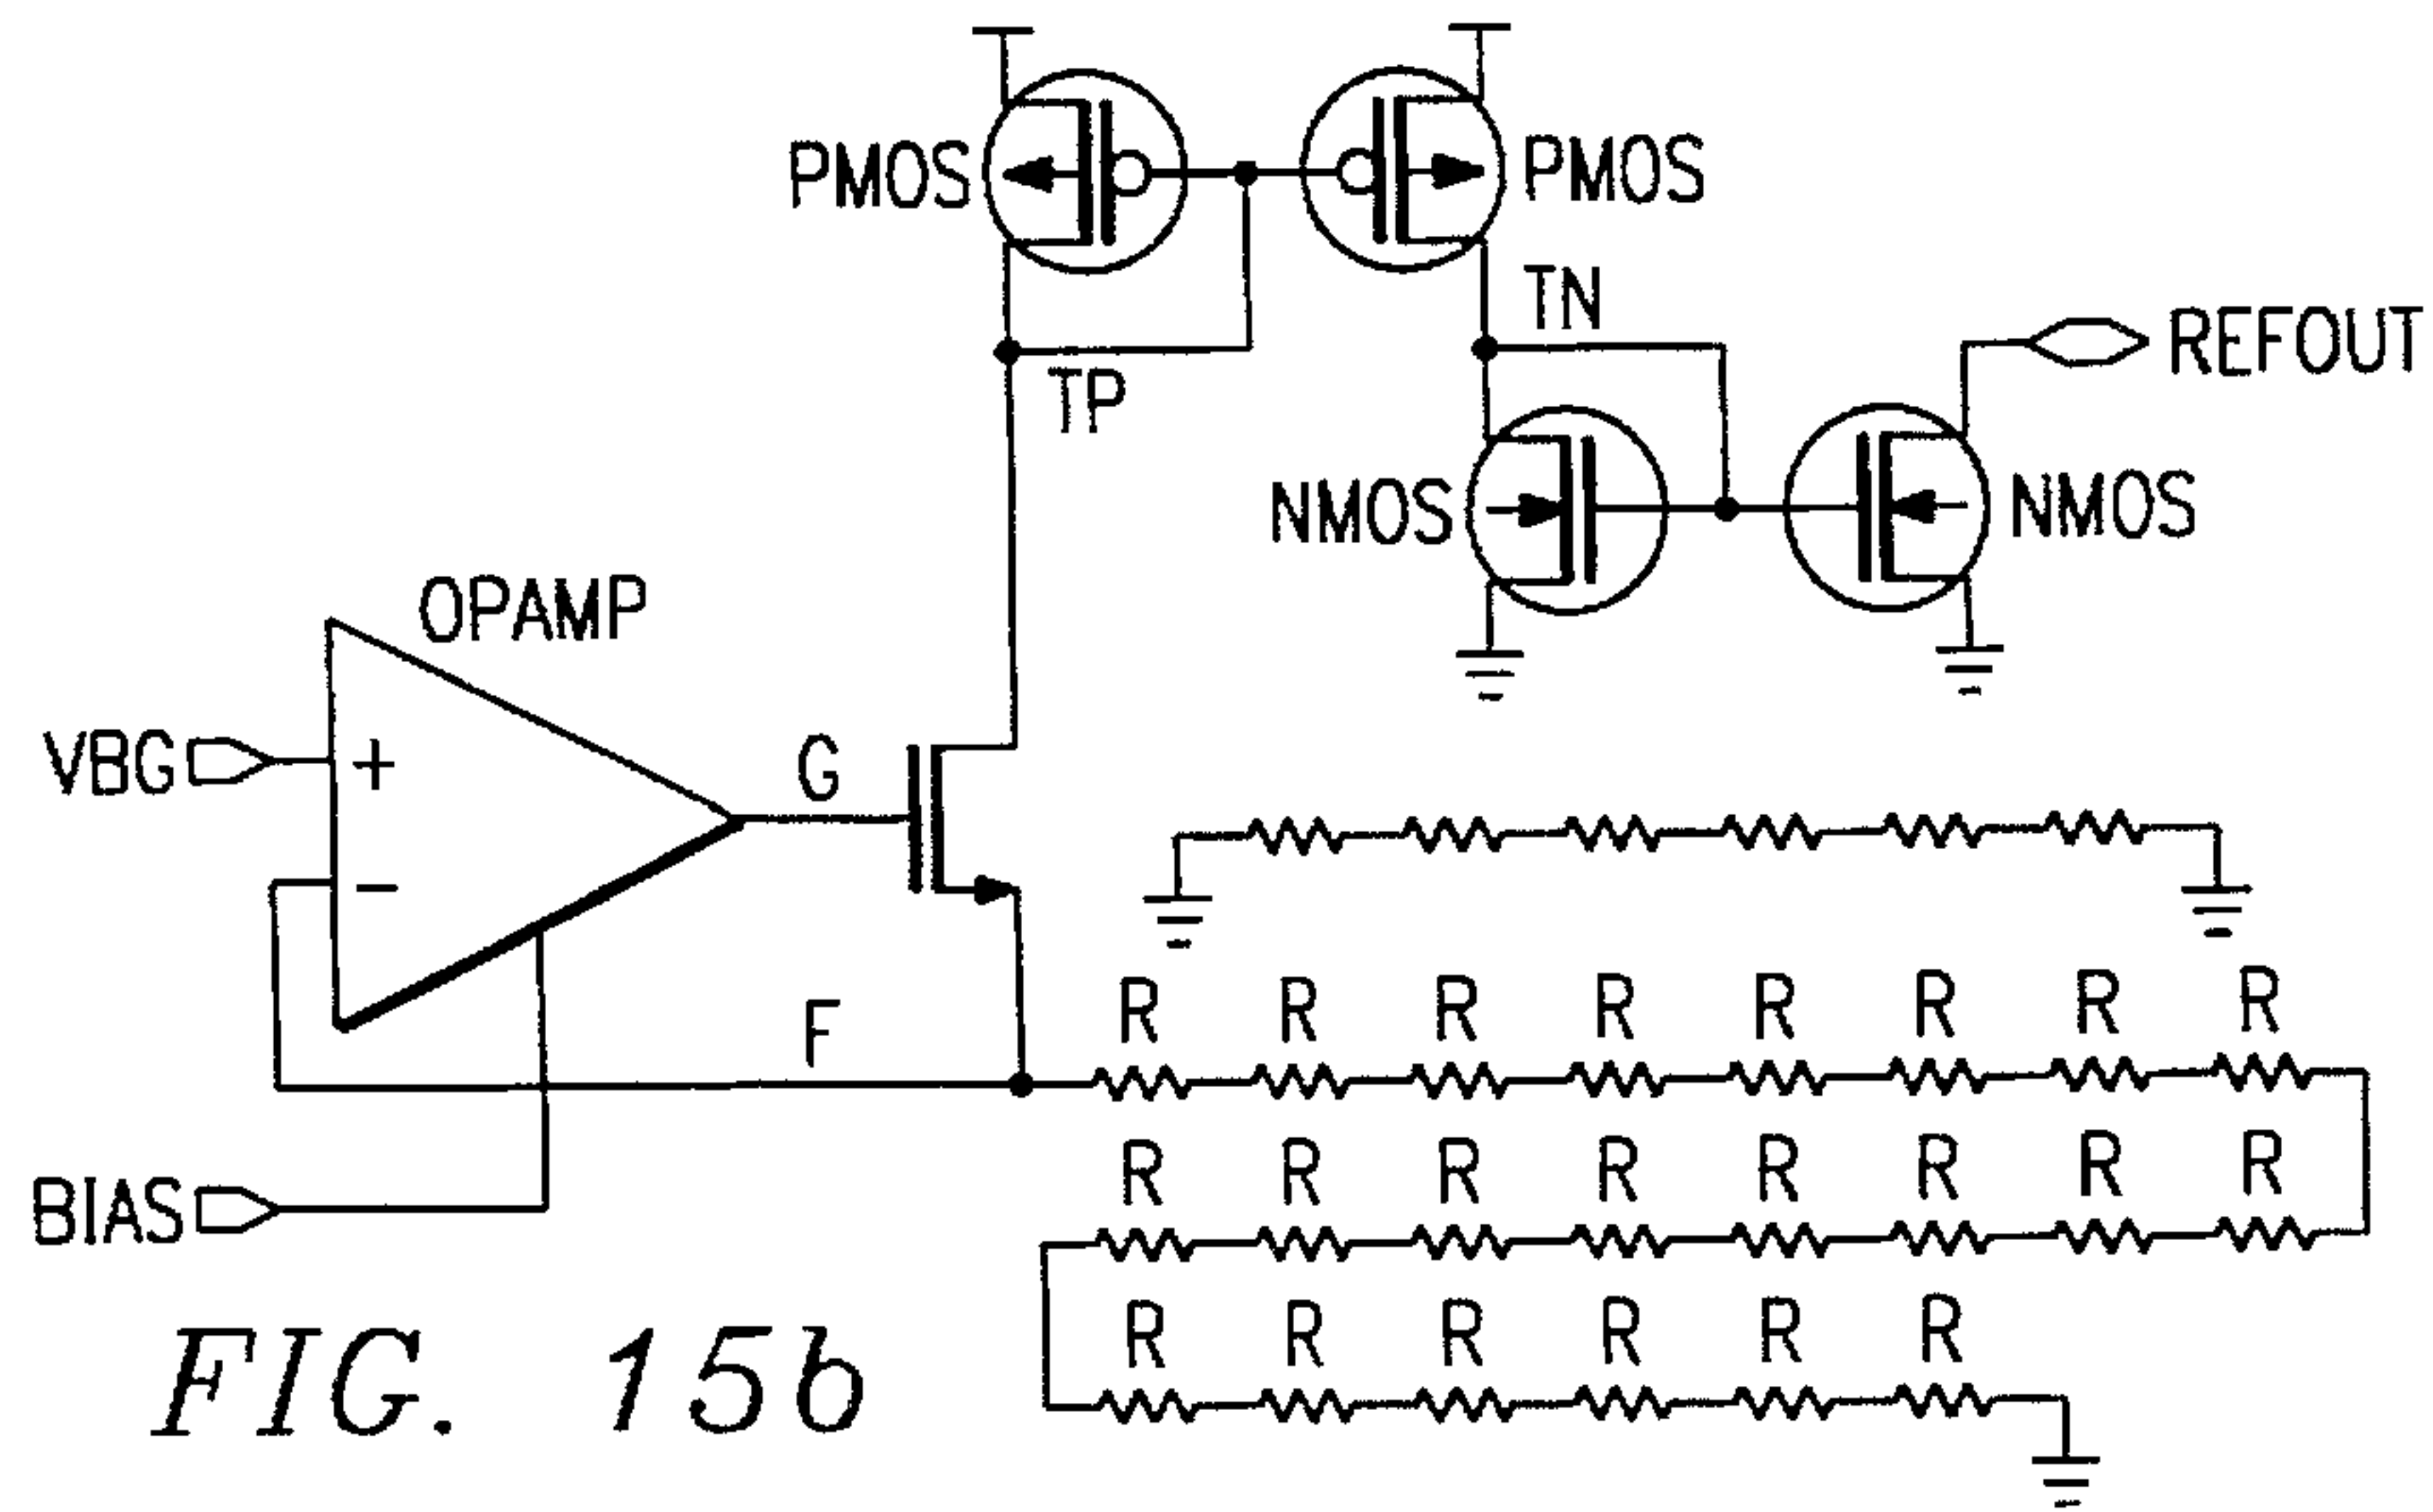 PMOS PMOS
TN
REFOUT
TP
NMOS NMOS
OPAMP
VBG + G
−
R R R R R R R R
F
R R R R R R R R
BIAS
R R R R R R
FIG. 15b